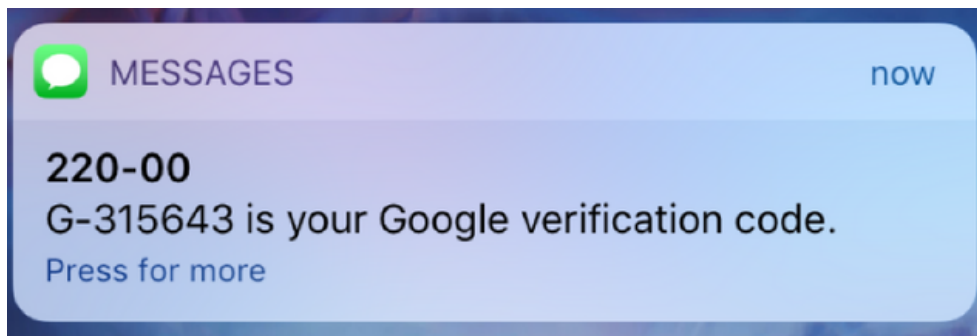 MESSAGES now
220-00
G-315643 is your Google verification code.
Press for more